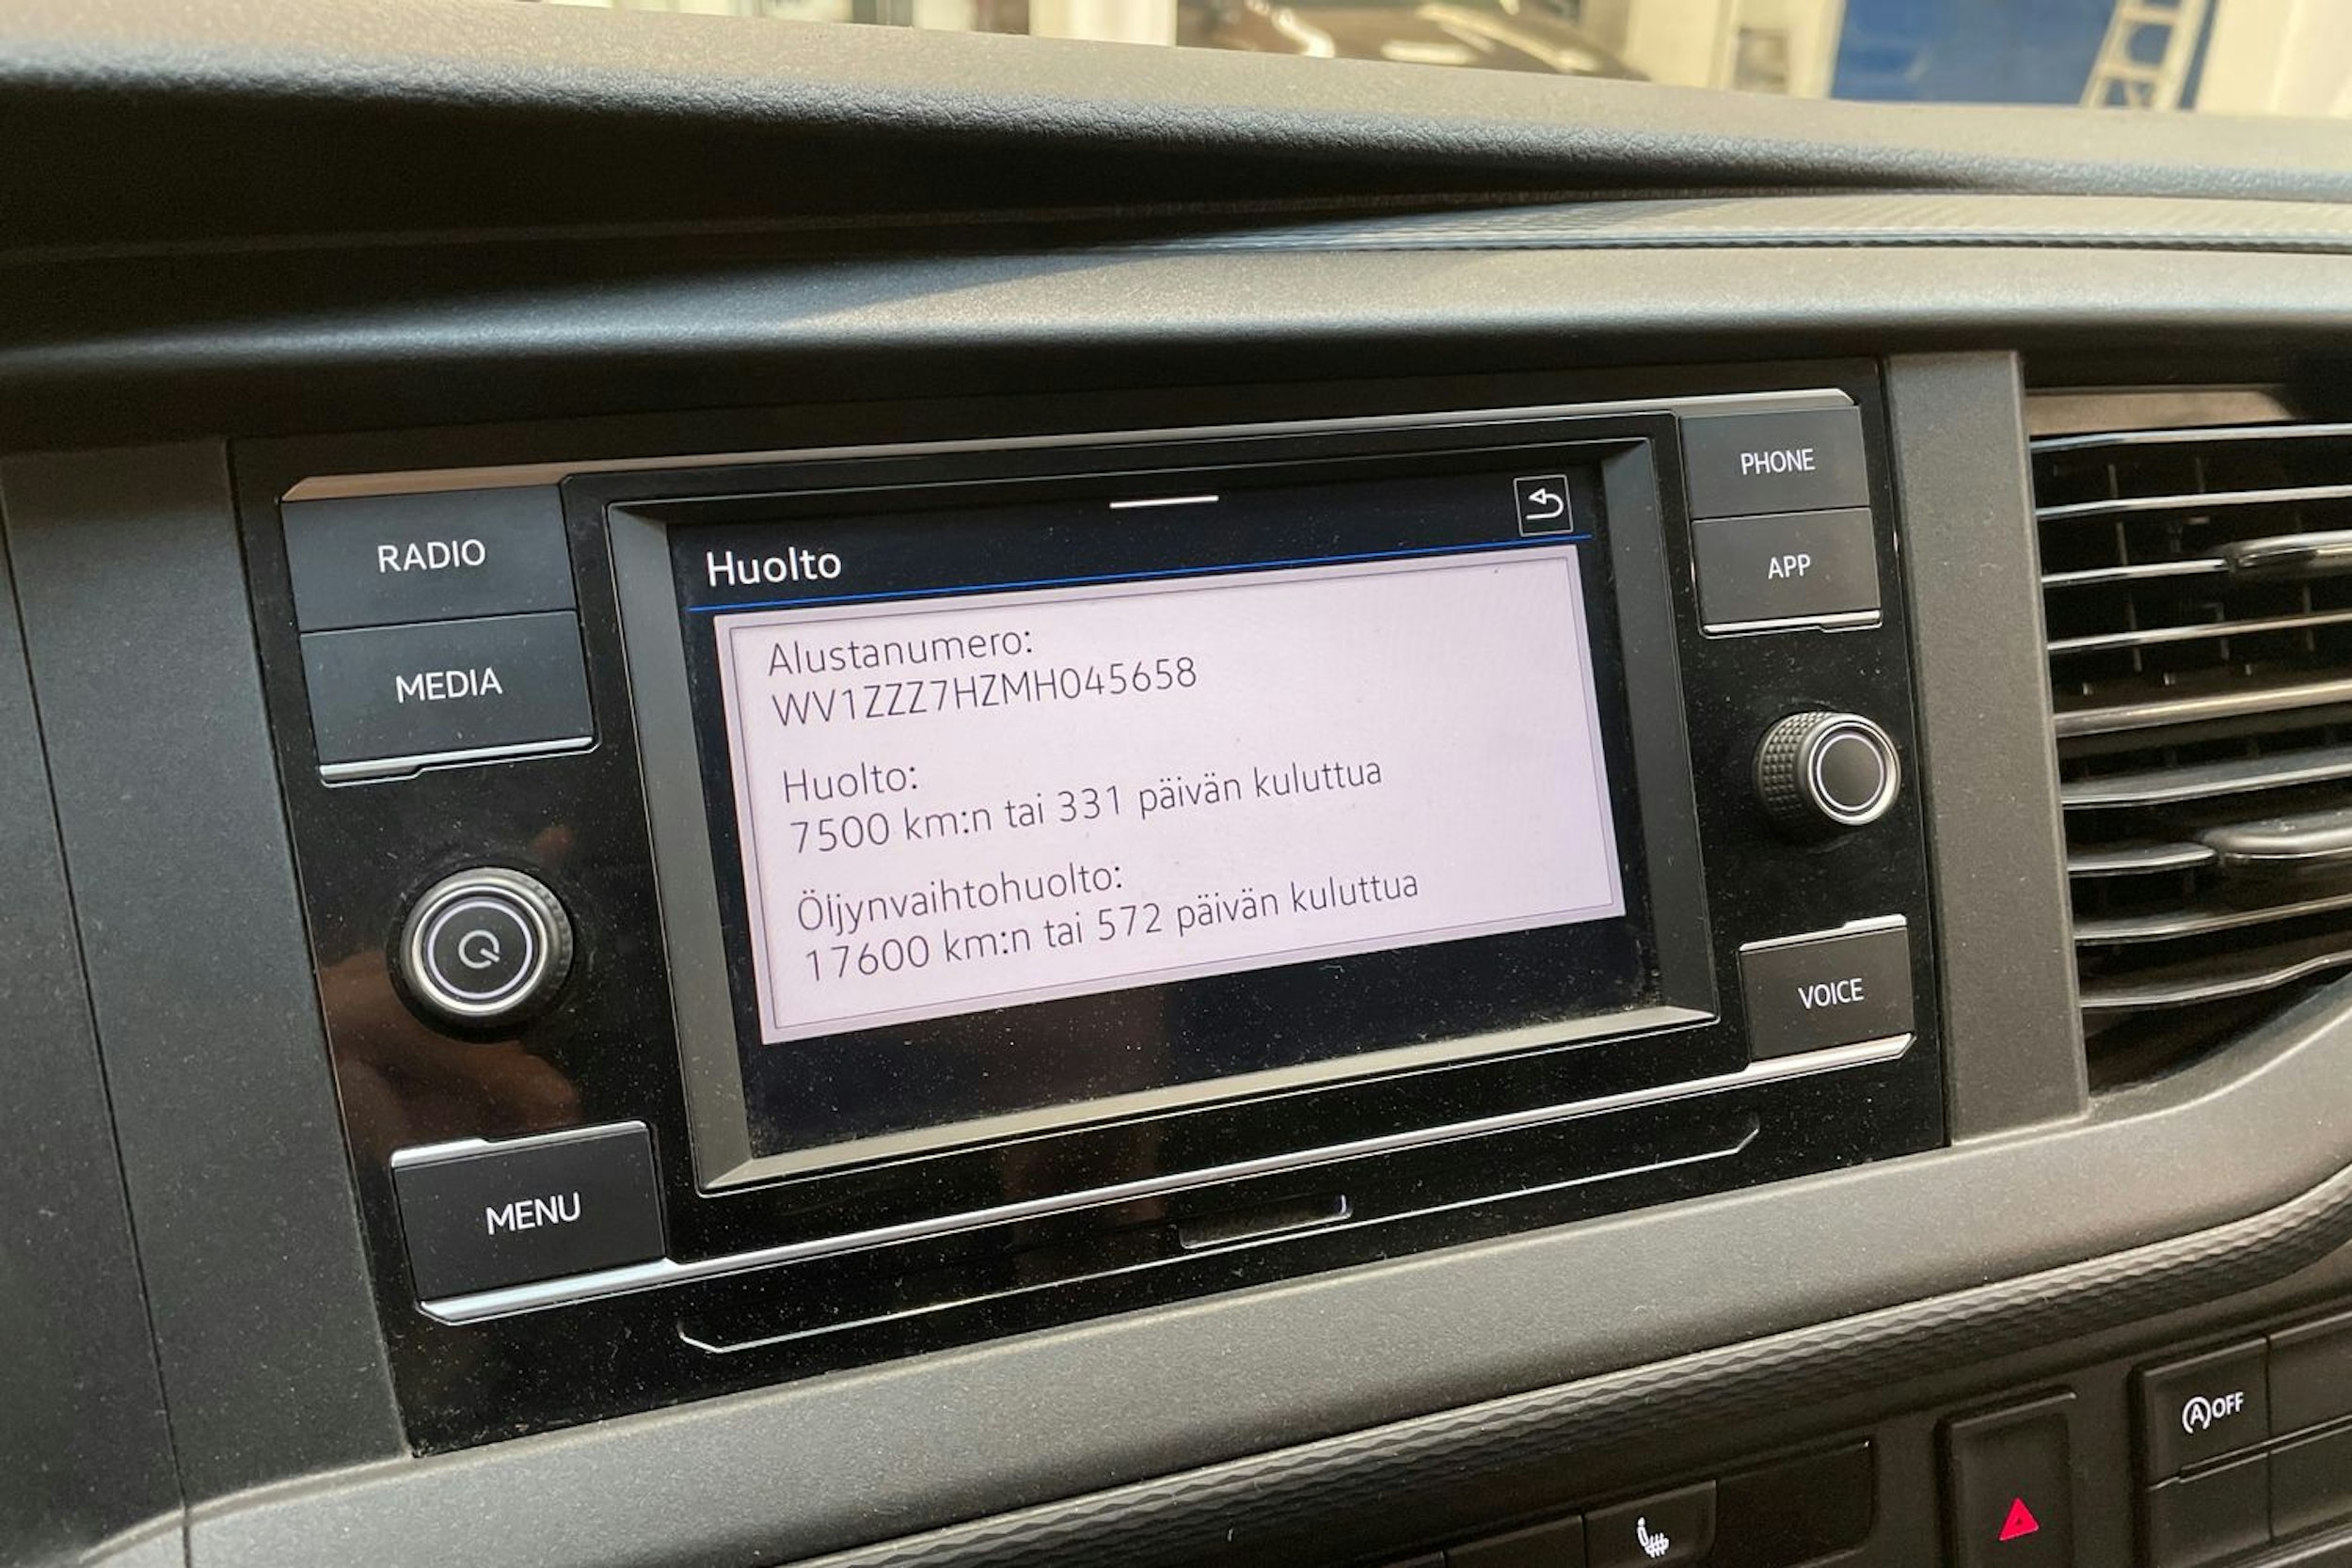 RADIO
MEDIA
MENU
Huolto
Alustanumero:
WV1ZZZ7HZMH045658
Huolto:
7500 km:n tai 331 päivän kuluttua
Öljynvaihtohuolto:
17600 km:n tai 572 päivän kuluttua
PHONE
APP
VOICE
A OFF